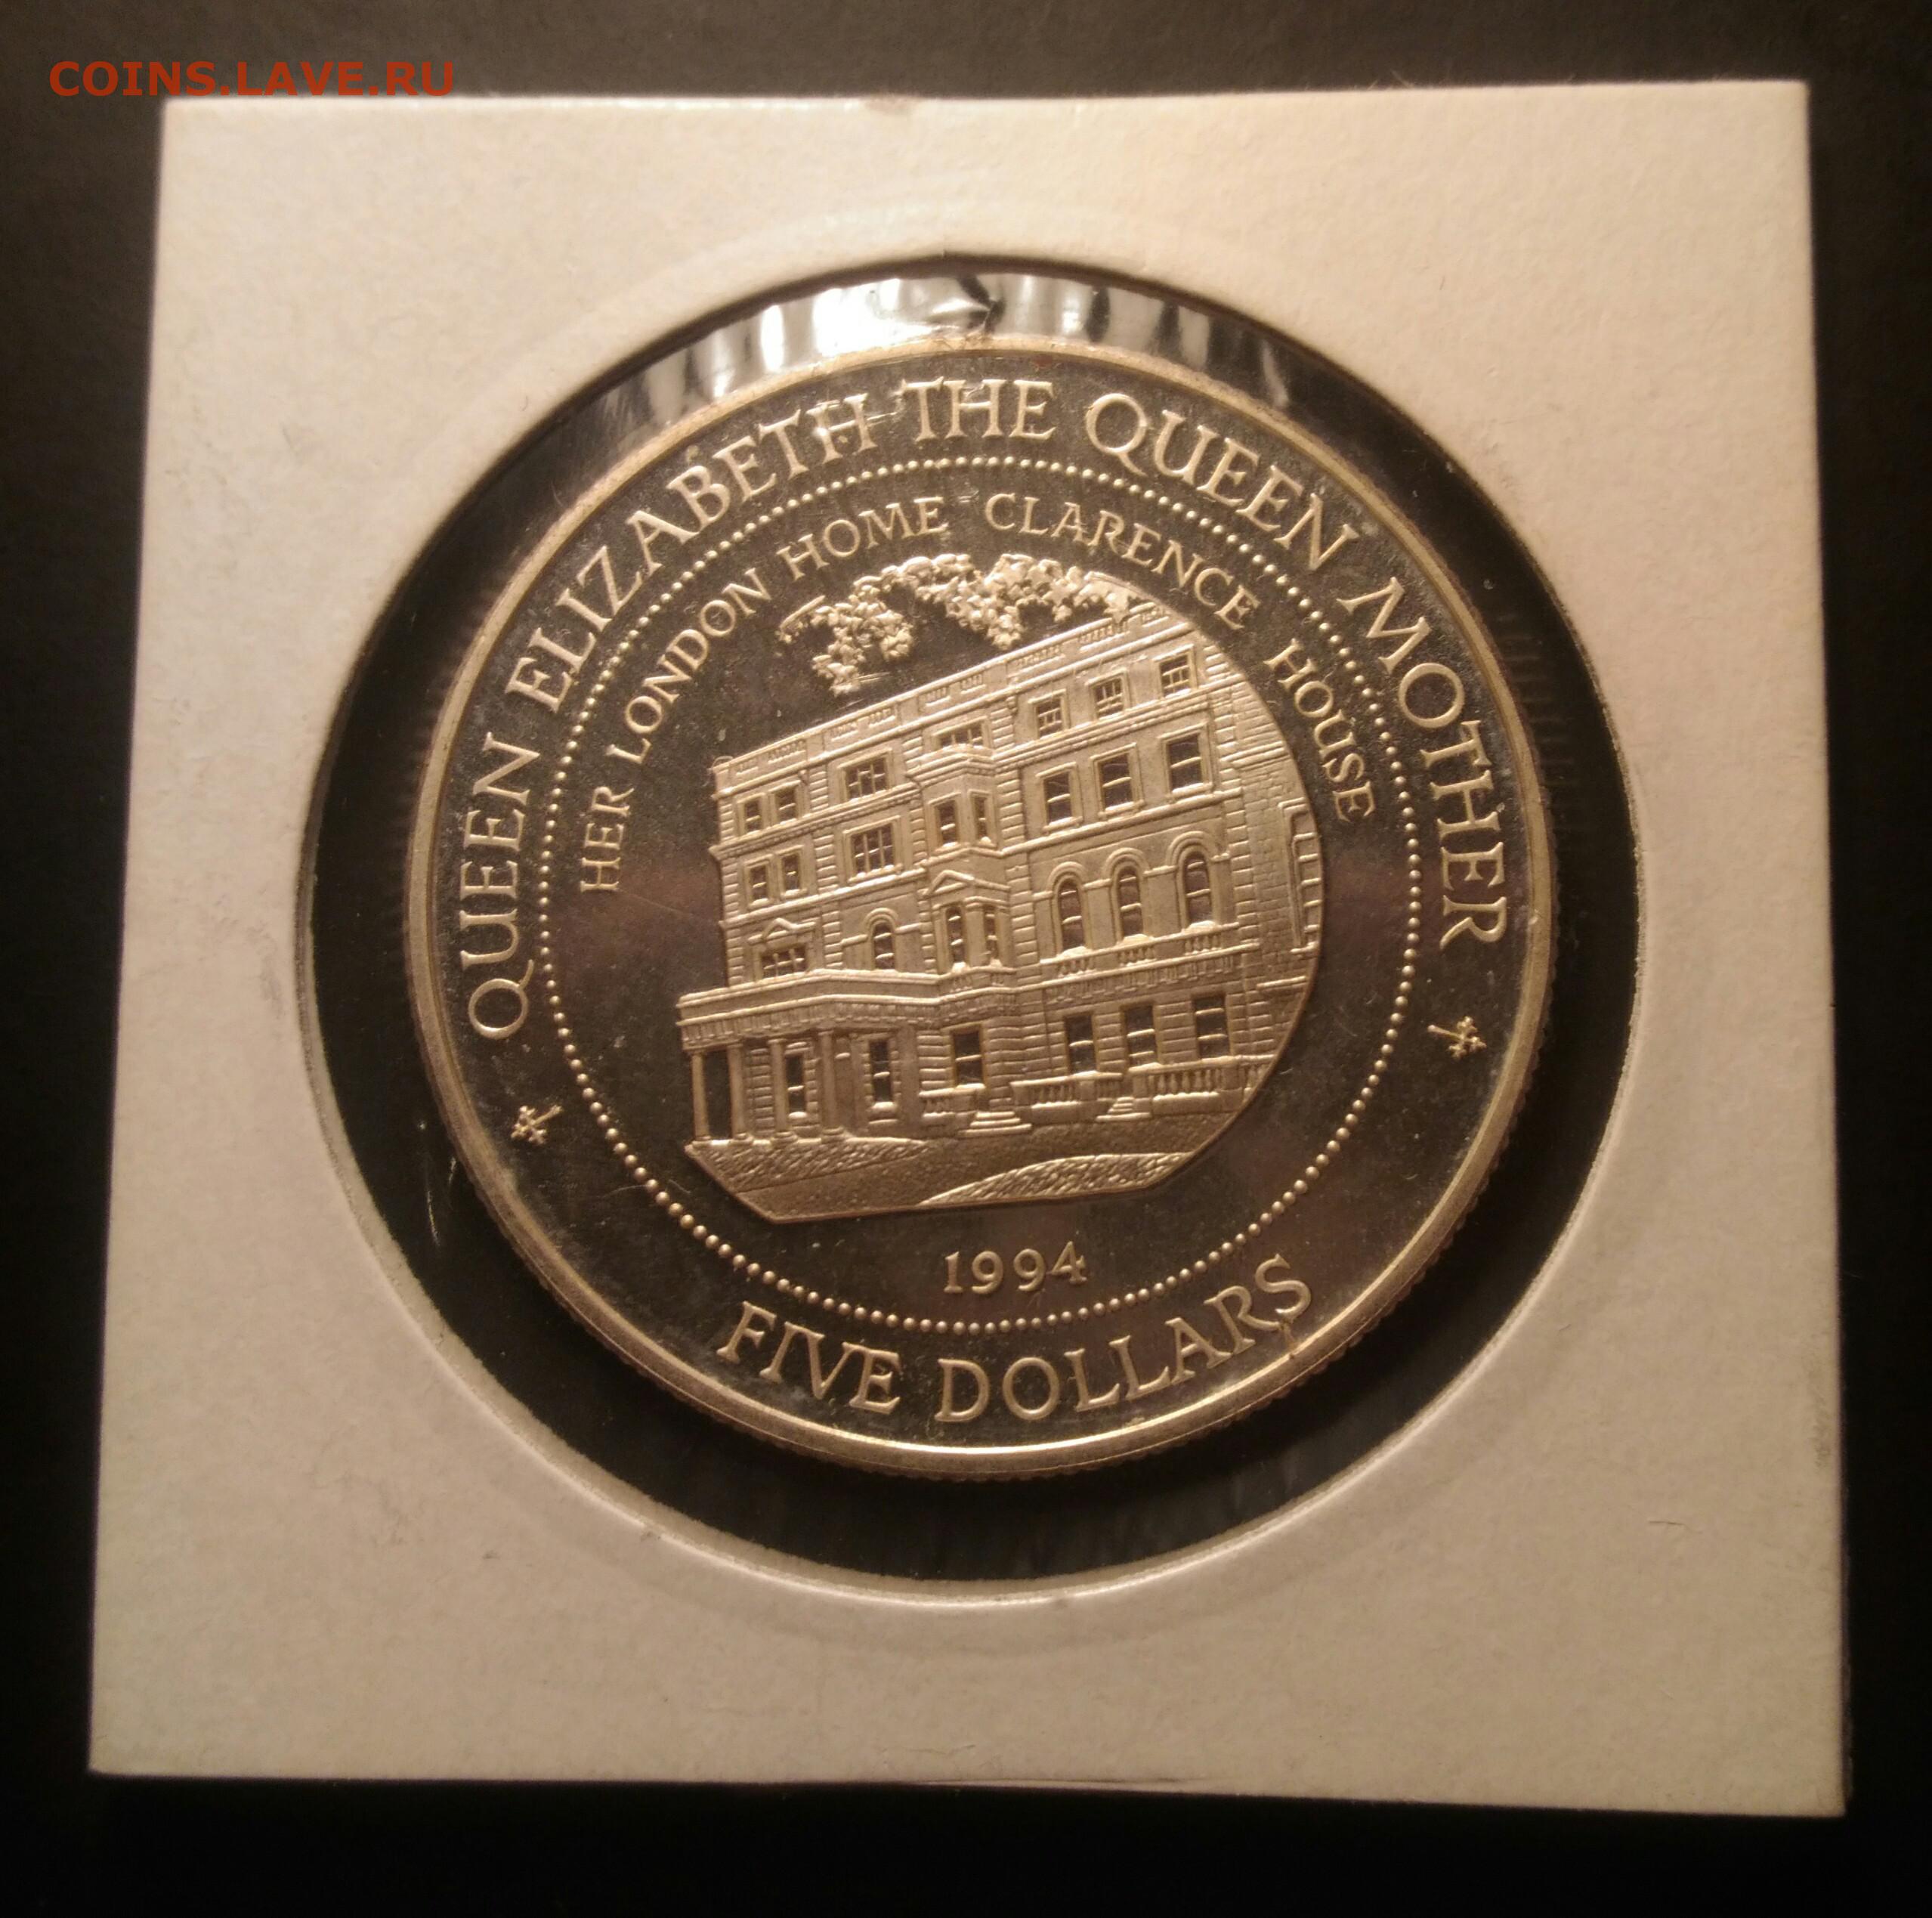 COINS.LAVE.RU
QUEEN ELIZABETH THE QUEEN MOTHER
HER LONDON HOME CLARENCE HOUSE
1994
FIVE DOLLARS